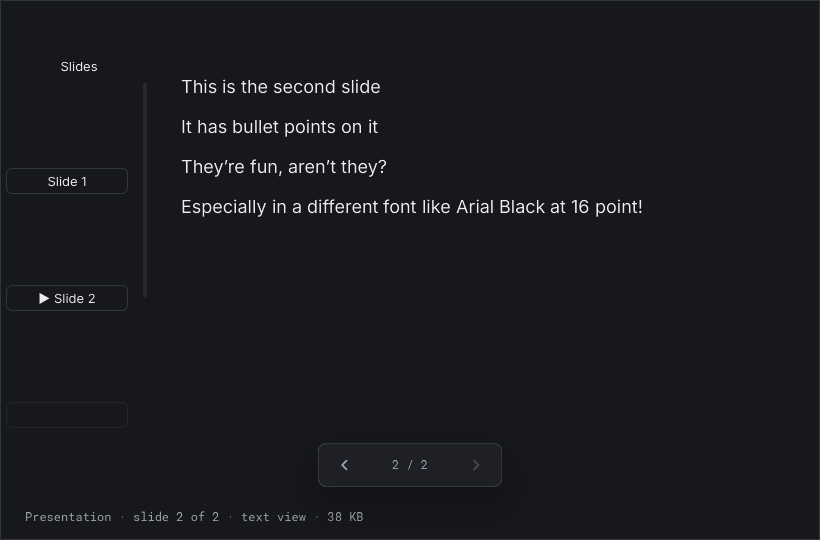 Slides
Slide 1
▶ Slide 2
This is the second slide
It has bullet points on it
They’re fun, aren’t they?
Especially in a different font like Arial Black at 16 point!
2 / 2
Presentation · slide 2 of 2 · text view · 38 KB